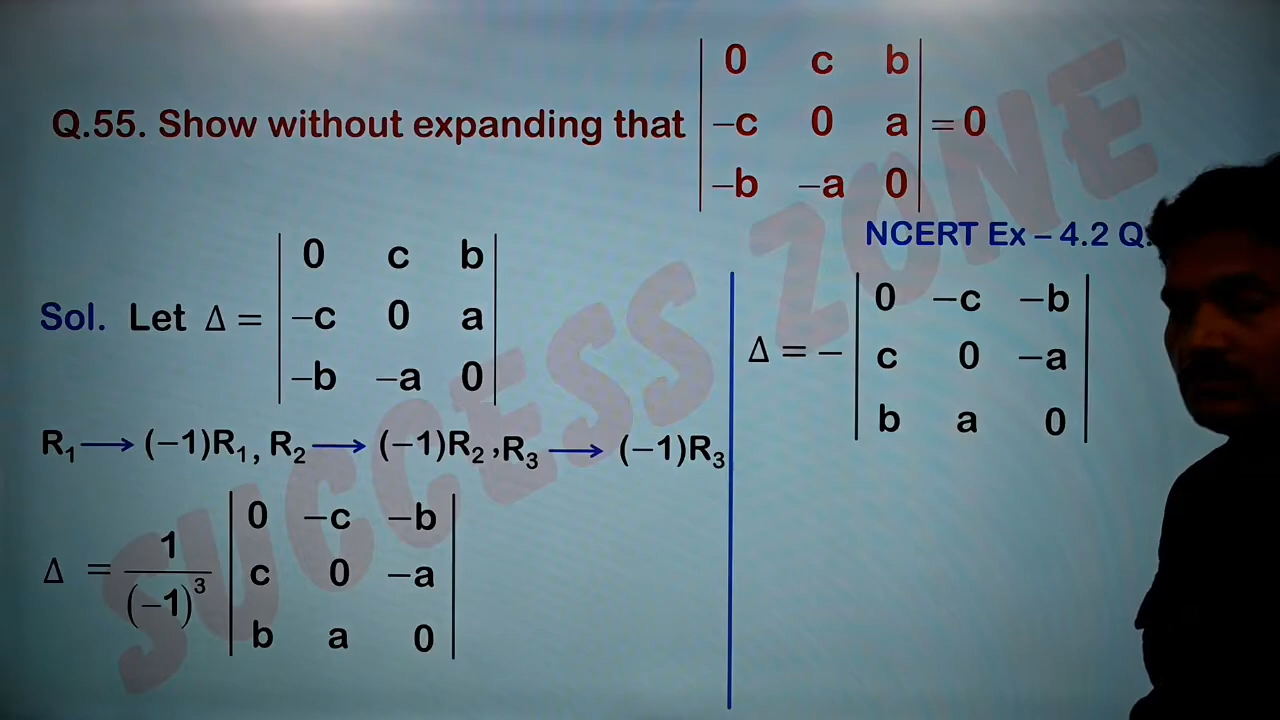 Q.55. Show without expanding that | 0 c b |
| −c 0 a | = 0
| −b −a 0 |
NCERT Ex – 4.2 Q.
Sol. Let Δ = | 0 c b |
| −c 0 a |
| −b −a 0 |
R₁ ⟶ (−1)R₁, R₂ ⟶ (−1)R₂, R₃ ⟶ (−1)R₃
Δ = 1/(−1)³ | 0 −c −b |
| c 0 −a |
| b a 0 |
Δ = − | 0 −c −b |
| c 0 −a |
| b a 0 |
SUCCESS ZONE